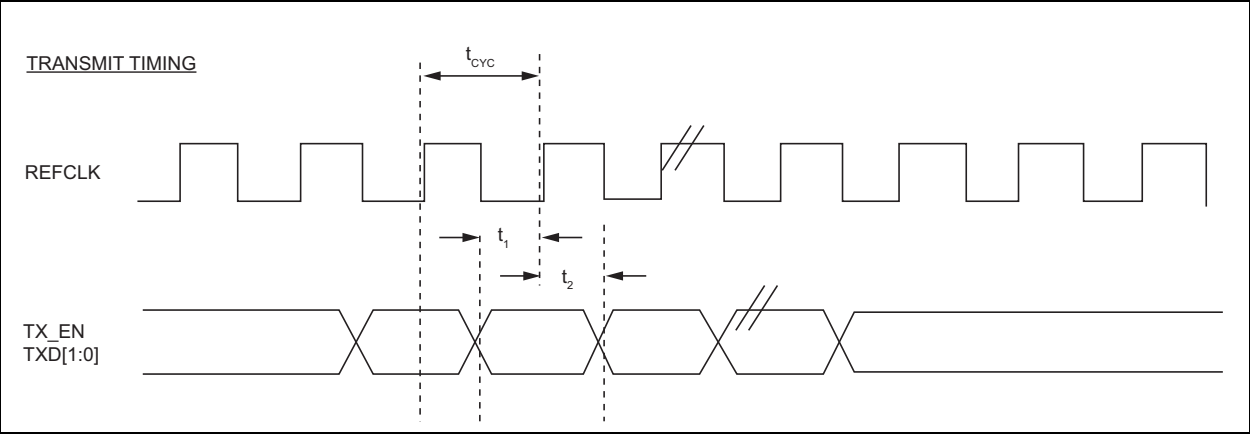 TRANSMIT TIMING
tCYC
REFCLK
t1
t2
TX_EN
TXD[1:0]